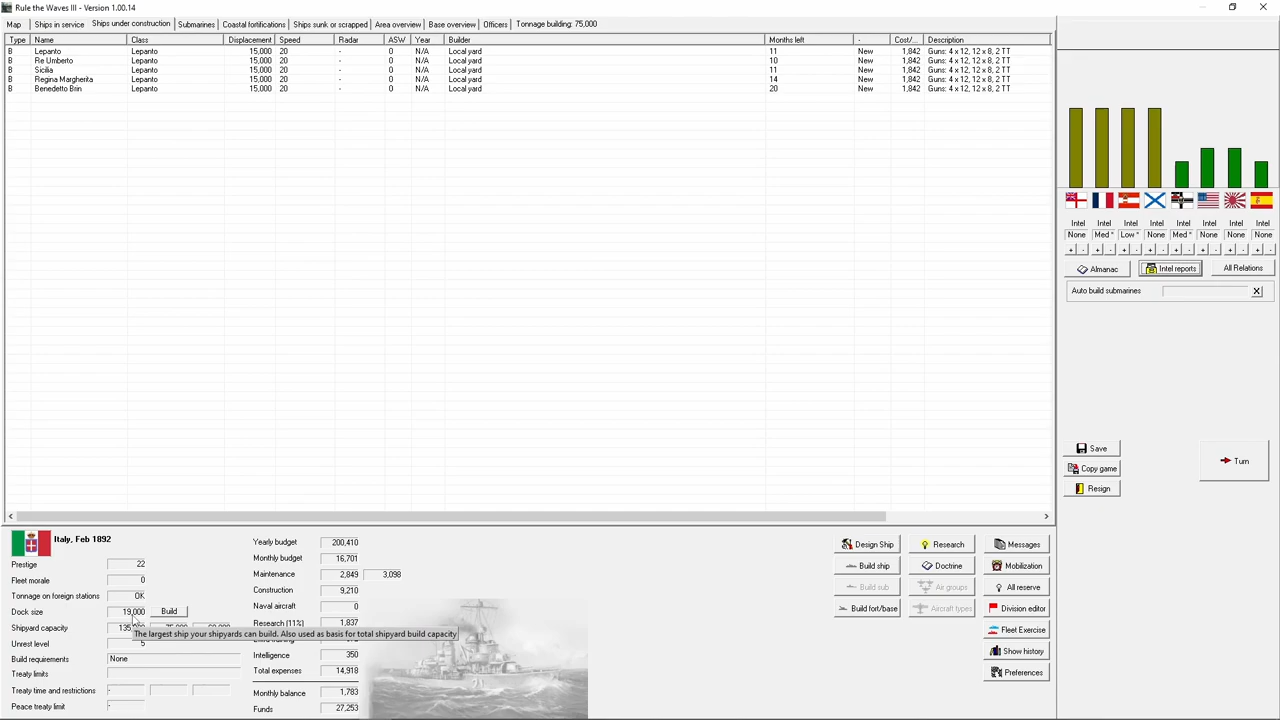 Rule the Waves III - Version 1.00.14
Map Ships in service Ships under construction Submarines Coastal fortifications Ships sunk or scrapped Area overview Base overview Officers Tonnage building: 75,000
Type Name Class Displacement Speed Radar ASW Year Builder Months left - Cost/... Description
B Lepanto Lepanto 15,000 20 - 0 N/A Local yard 11 New 1,842 Guns: 4 x 12, 12 x 8, 2 TT
B Re Umberto Lepanto 15,000 20 - 0 N/A Local yard 10 New 1,842 Guns: 4 x 12, 12 x 8, 2 TT
B Sicilia Lepanto 15,000 20 - 0 N/A Local yard 11 New 1,842 Guns: 4 x 12, 12 x 8, 2 TT
B Regina Margherita Lepanto 15,000 20 - 0 N/A Local yard 14 New 1,842 Guns: 4 x 12, 12 x 8, 2 TT
B Benedetto Brin Lepanto 15,000 20 - 0 N/A Local yard 20 New 1,842 Guns: 4 x 12, 12 x 8, 2 TT
Intel Intel Intel Intel Intel Intel Intel Intel
None Med * Low * None Med * None None None
+ - + - + - + - + - + - + - + -
Almanac Intel reports All Relations
Auto build submarines X
Save
Copy game
Resign
Turn
Italy, Feb 1892
Prestige 22
Fleet morale 0
Tonnage on foreign stations OK
Dock size 19,000 Build
Shipyard capacity
The largest ship your shipyards can build. Also used as basis for total shipyard build capacity
Unrest level 5
Build requirements None
Treaty limits
Treaty time and restrictions -
Peace treaty limit -
Yearly budget 200,410
Monthly budget 16,701
Maintenance 2,849 3,098
Construction 9,210
Naval aircraft 0
Research (11%) 1,837
Intelligence 350
Total expenses 14,918
Monthly balance 1,783
Funds 27,253
Design Ship Research Messages
Build ship Doctrine Mobilization
Build sub Air groups All reserve
Build fort/base Aircraft types Division editor
Fleet Exercise
Show history
Preferences